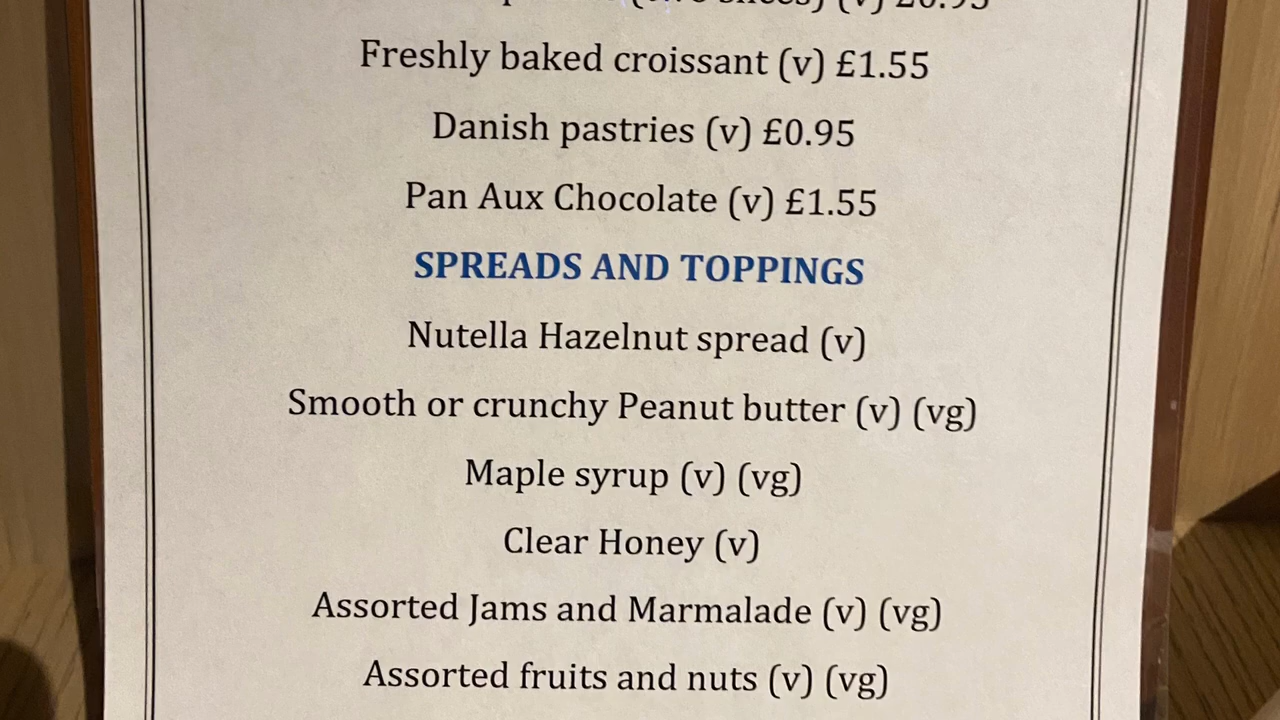 (v) £0.95
Freshly baked croissant (v) £1.55
Danish pastries (v) £0.95
Pan Aux Chocolate (v) £1.55
SPREADS AND TOPPINGS
Nutella Hazelnut spread (v)
Smooth or crunchy Peanut butter (v) (vg)
Maple syrup (v) (vg)
Clear Honey (v)
Assorted Jams and Marmalade (v) (vg)
Assorted fruits and nuts (v) (vg)